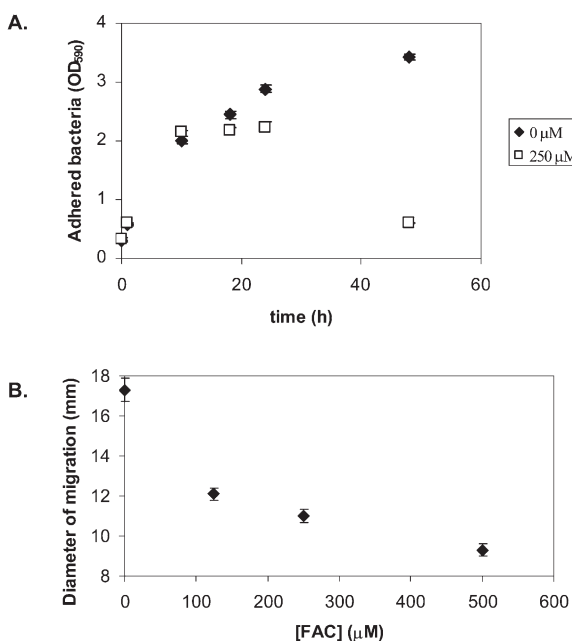 A.
Adhered bacteria (OD590)
4
3
2
1
0
0 20 40 60
time (h)
0 μM
250 μM
B.
Diameter of migration (mm)
18
16
14
12
10
8
0 100 200 300 400 500 600
[FAC] (μM)